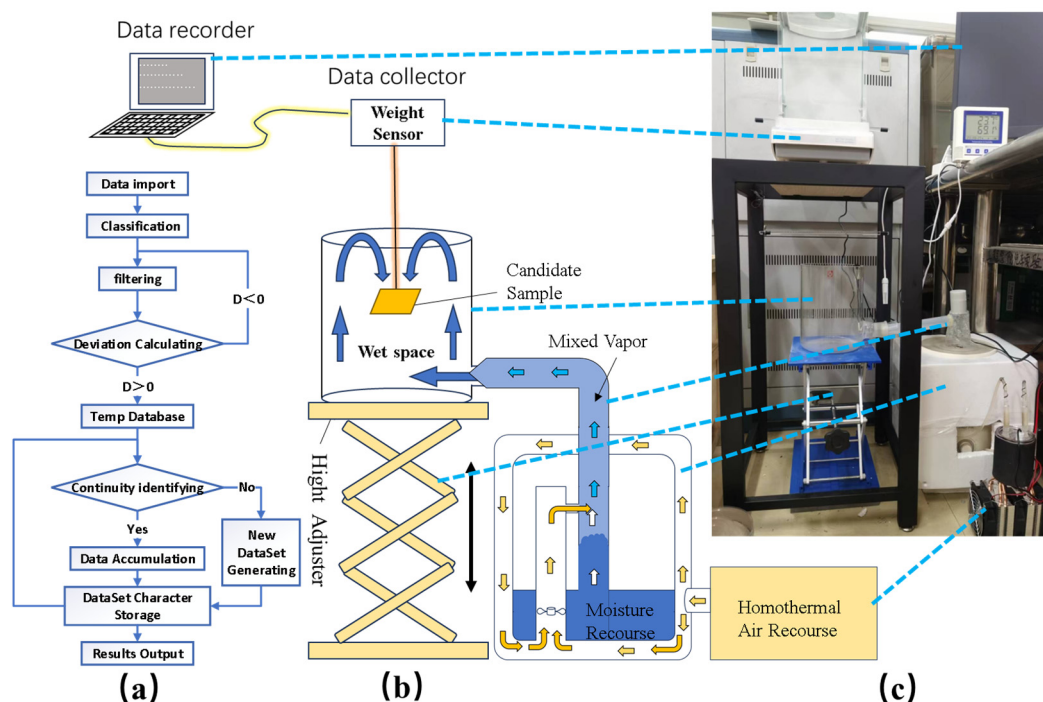 Data recorder
Data collector
Weight
Sensor
Data import
Classification
filtering
D<0
Deviation Calculating
D>0
Temp Database
Continuity identifying
No
Yes
New
DataSet
Generating
Data Accumulation
DataSet Character
Storage
Results Output
(a)
Candidate
Sample
Wet space
Mixed Vapor
Hight Adjuster
Moisture
Recourse
Homothermal
Air Recourse
(b)
(c)